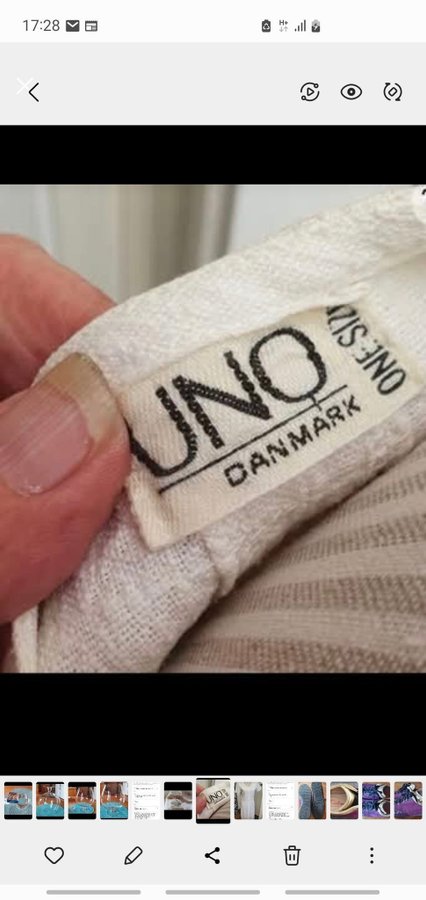 17:28
H+
UNO
DANMARK
ONE SIZE